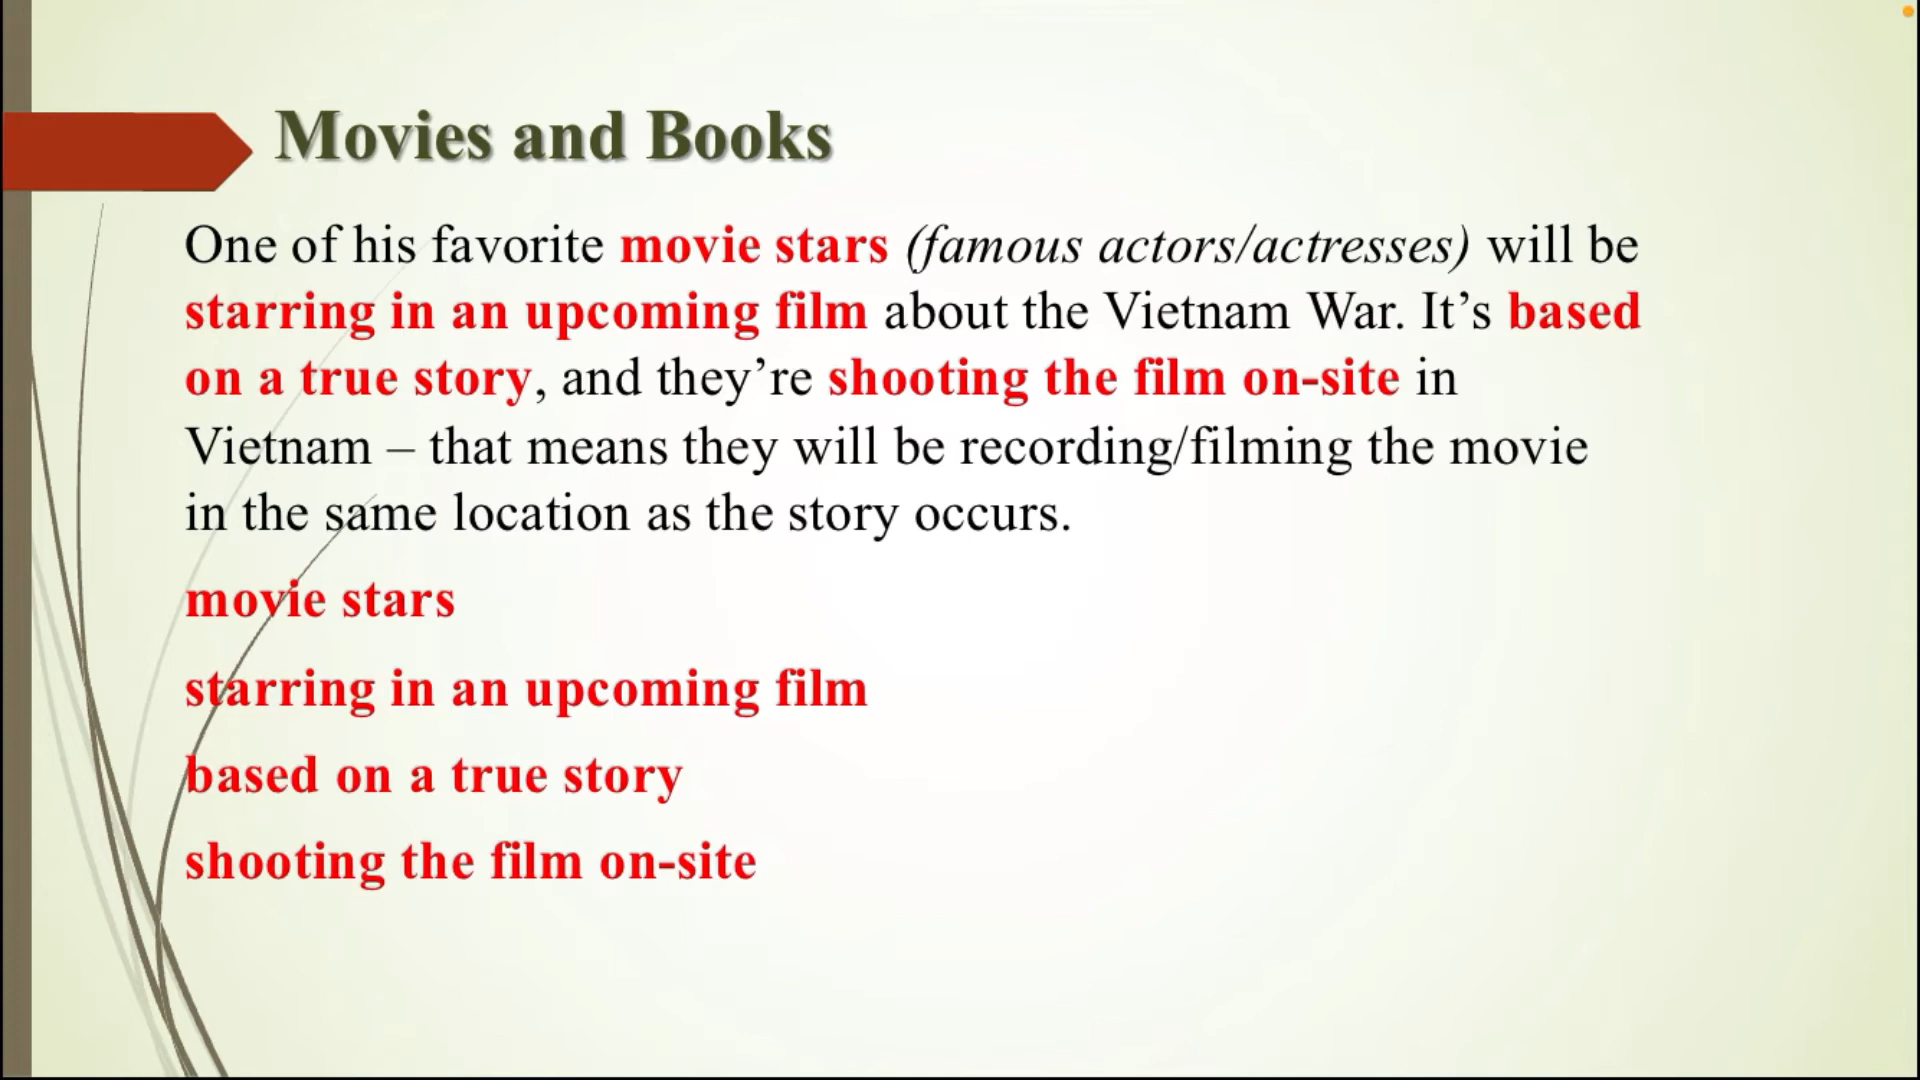 Movies and Books
One of his favorite movie stars (famous actors/actresses) will be
starring in an upcoming film about the Vietnam War. It’s based
on a true story, and they’re shooting the film on-site in
Vietnam – that means they will be recording/filming the movie
in the same location as the story occurs.
movie stars
starring in an upcoming film
based on a true story
shooting the film on-site